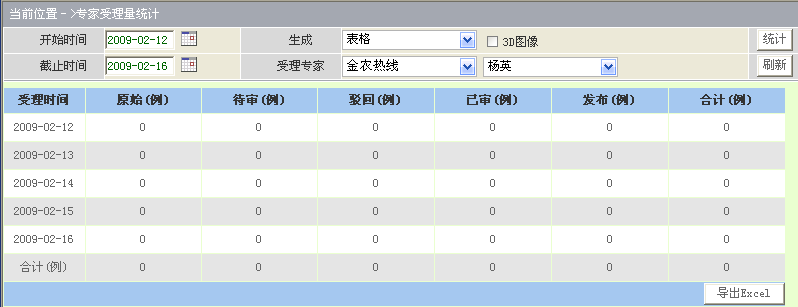 当前位置－>专家受理量统计
开始时间 2009-02-12 生成 表格 3D图像 统计
截止时间 2009-02-16 受理专家 金农热线 杨英 刷新
受理时间 原始(例) 待审(例) 驳回(例) 已审(例) 发布(例) 合计(例)
2009-02-12 0 0 0 0 0 0
2009-02-13 0 0 0 0 0 0
2009-02-14 0 0 0 0 0 0
2009-02-15 0 0 0 0 0 0
2009-02-16 0 0 0 0 0 0
合计(例) 0 0 0 0 0 0
导出Excel